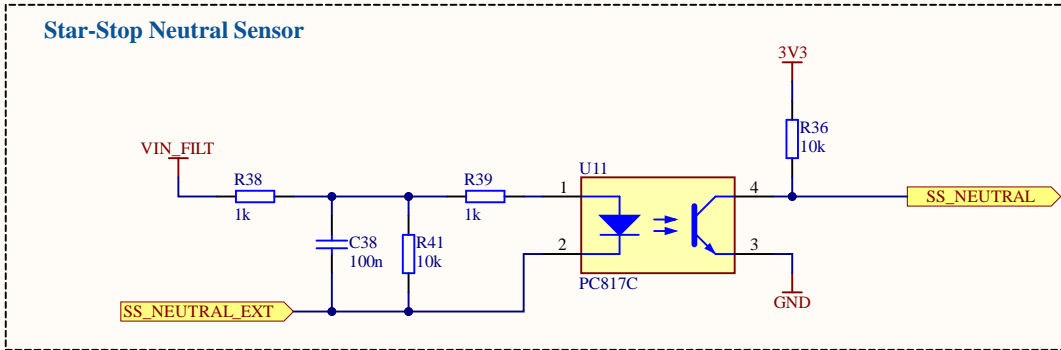 Star-Stop Neutral Sensor
3V3
R36
10k
VIN_FILT
R38
1k
R39
1k
U11
1
4
SS_NEUTRAL
C38
100n
R41
10k
2
3
PC817C
GND
SS_NEUTRAL_EXT